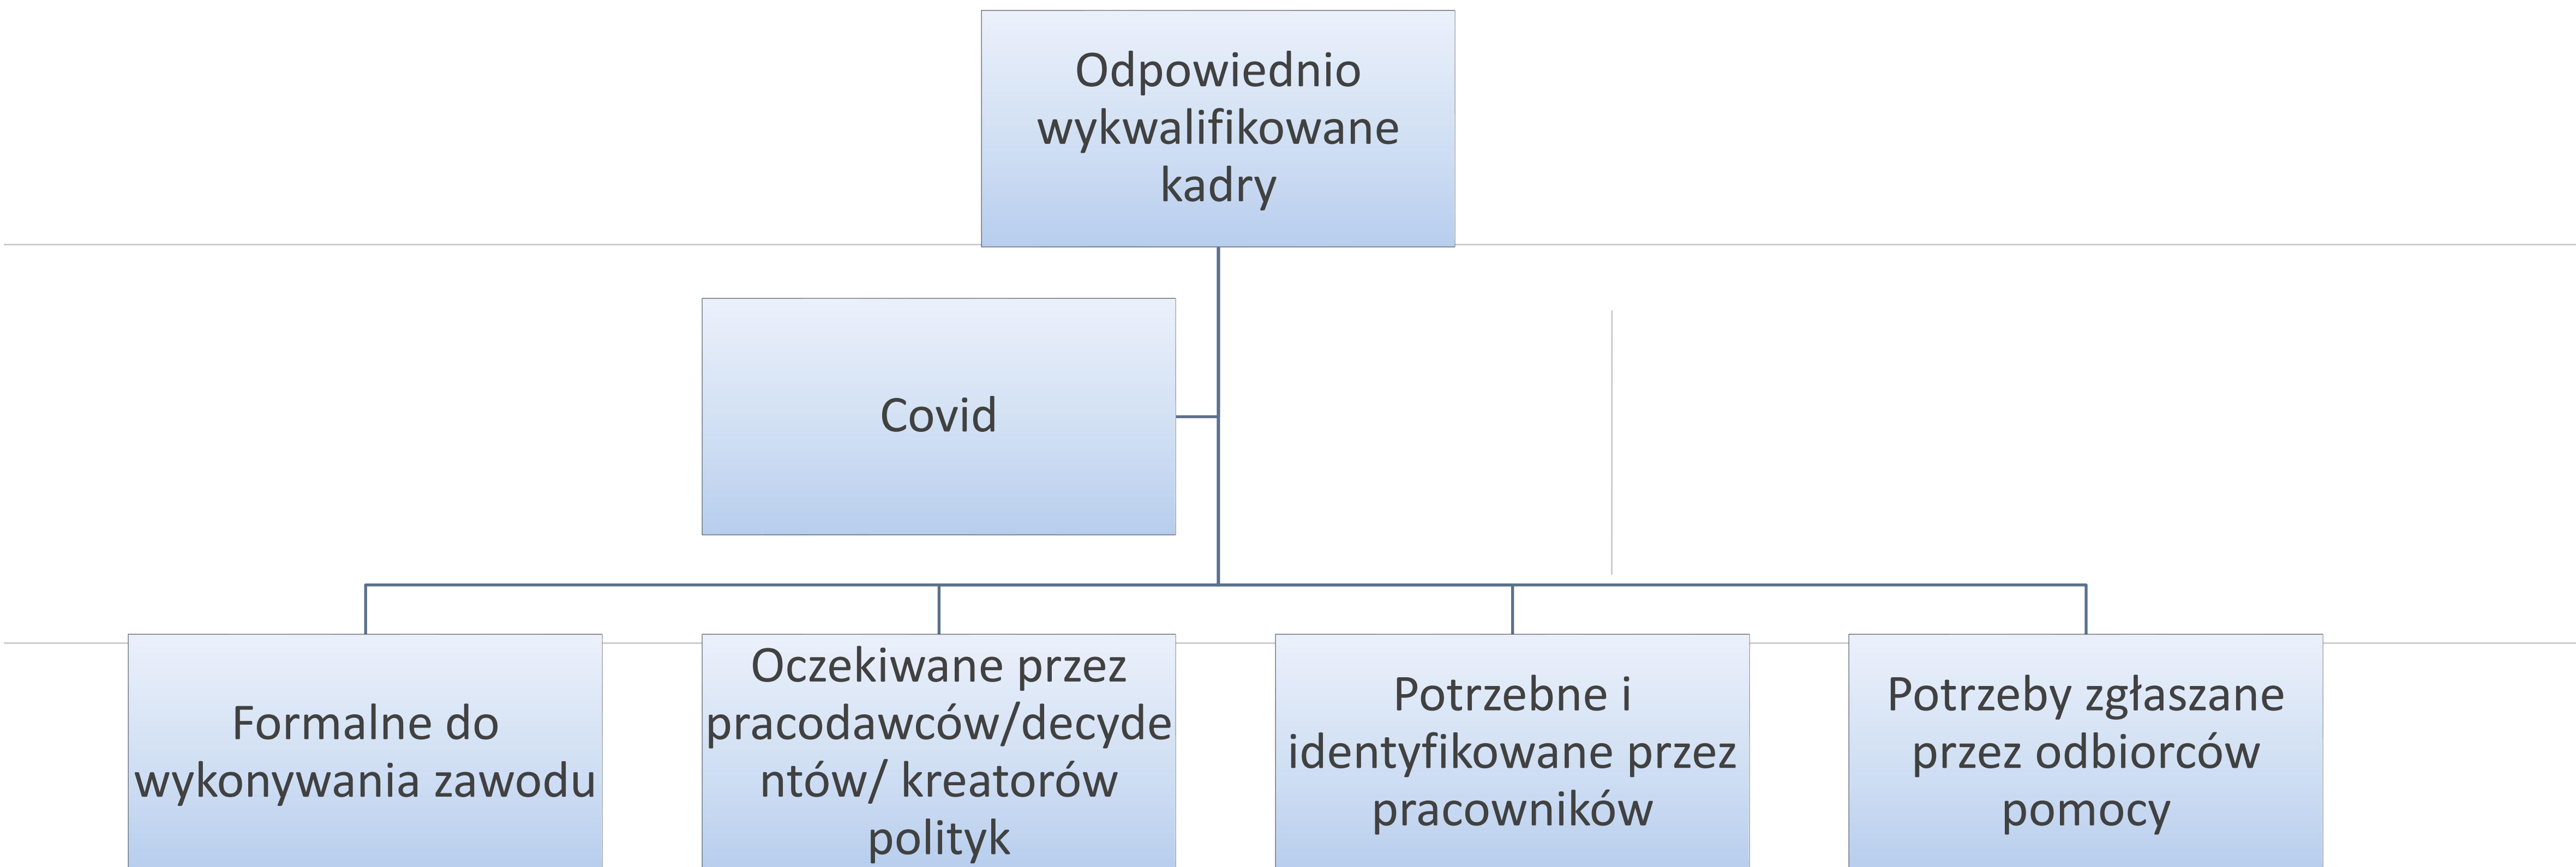 Odpowiednio
wykwalifikowane
kadry
Covid
Formalne do
wykonywania zawodu
Oczekiwane przez
pracodawców/decyde
ntów/ kreatorów
polityk
Potrzebne i
identyfikowane przez
pracowników
Potrzeby zgłaszane
przez odbiorców
pomocy